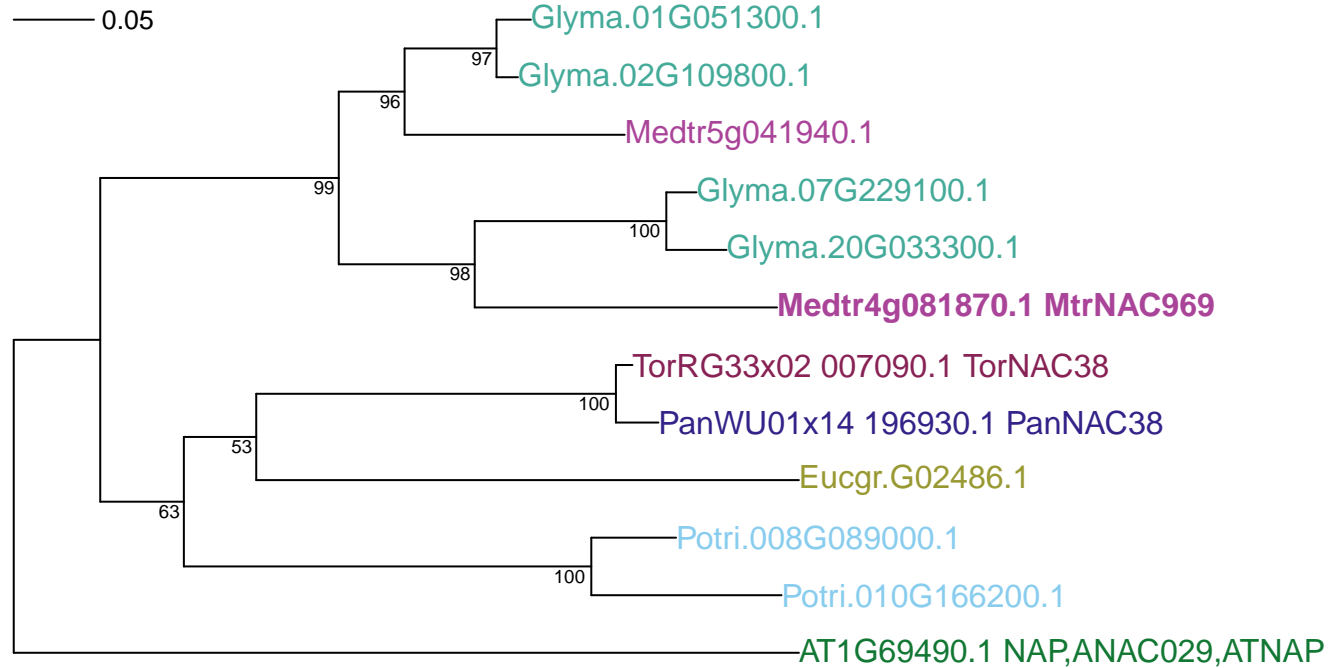 0.05
Glyma.01G051300.1
97
Glyma.02G109800.1
96
Medtr5g041940.1
99
Glyma.07G229100.1
100
Glyma.20G033300.1
98
Medtr4g081870.1 MtrNAC969
TorRG33x02 007090.1 TorNAC38
100
PanWU01x14 196930.1 PanNAC38
53
Eucgr.G02486.1
63
Potri.008G089000.1
100
Potri.010G166200.1
AT1G69490.1 NAP,ANAC029,ATNAP